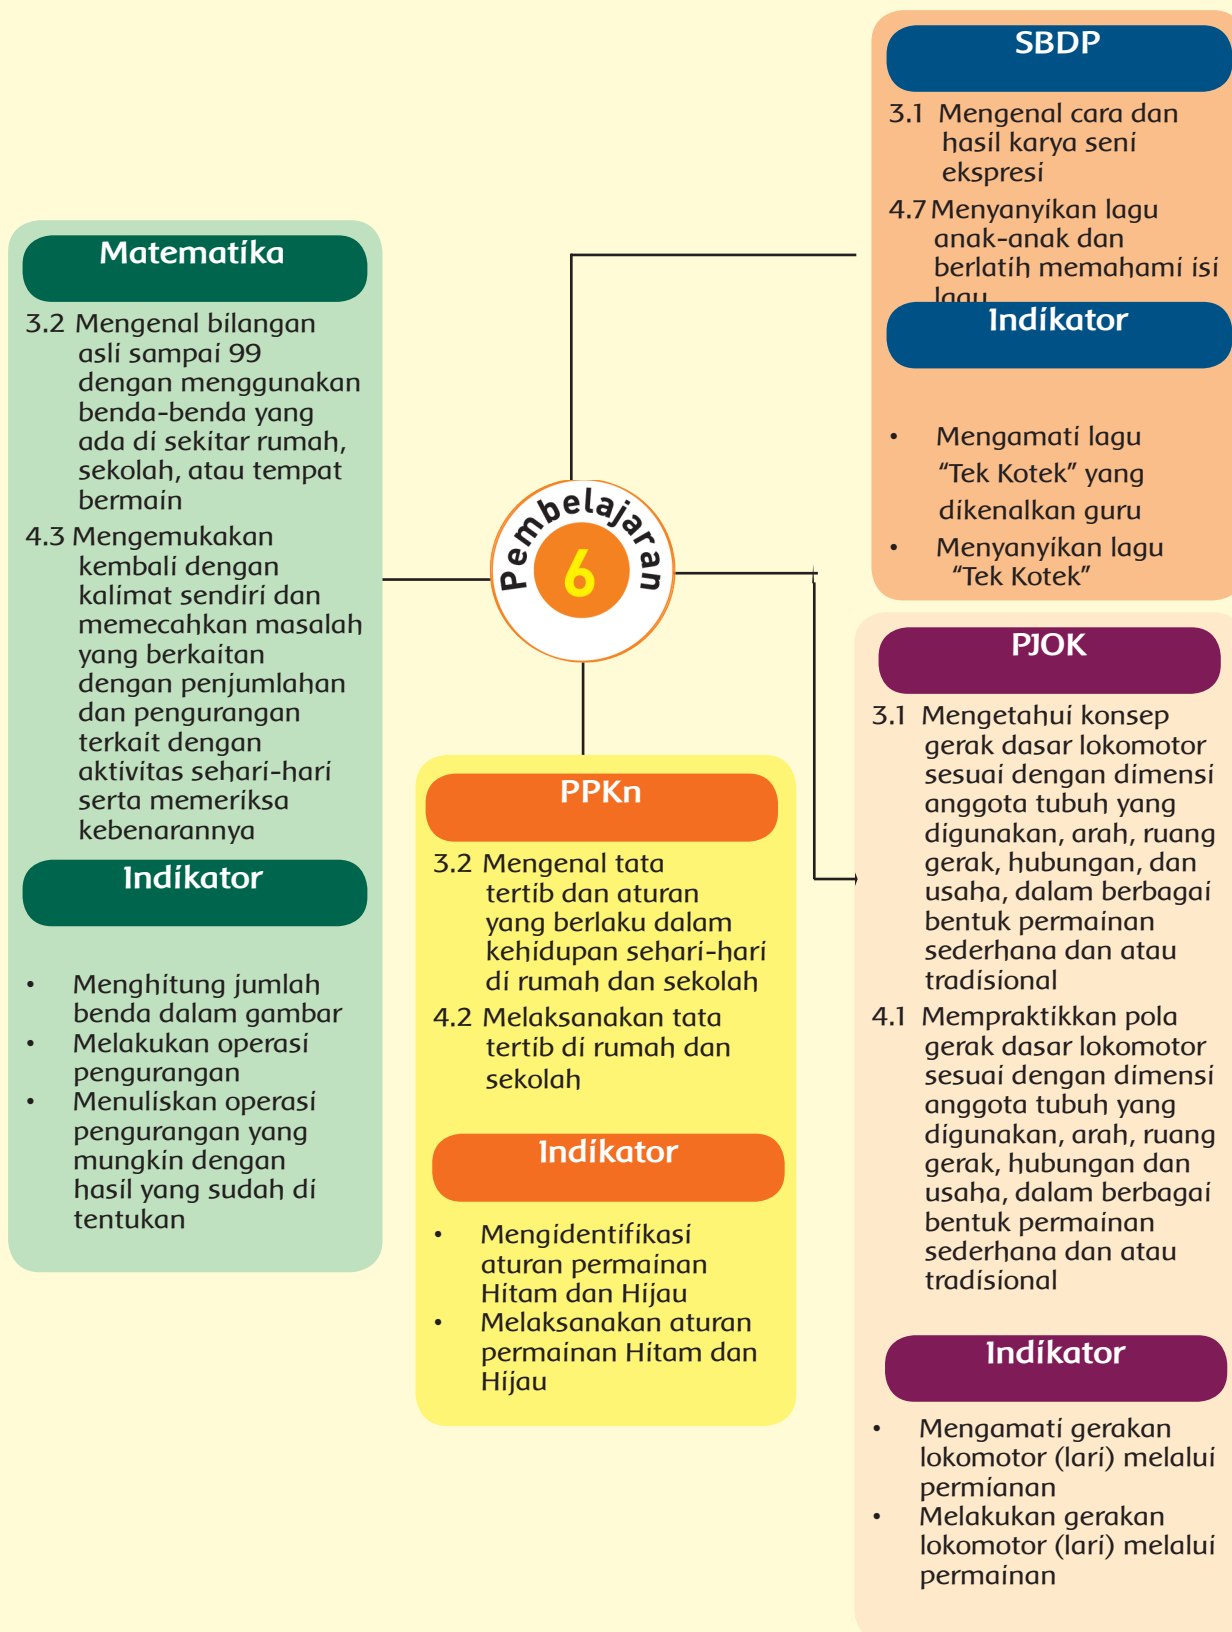 SBDP
3.1 Mengenal cara dan
hasil karya seni
ekspresi
4.7 Menyanyikan lagu
anak-anak dan
berlatih memahami isi
lagu
Indikator
• Mengamati lagu
“Tek Kotek” yang
dikenalkan guru
• Menyanyikan lagu
“Tek Kotek”
Matematika
3.2 Mengenal bilangan
asli sampai 99
dengan menggunakan
benda-benda yang
ada di sekitar rumah,
sekolah, atau tempat
bermain
4.3 Mengemukakan
kembali dengan
kalimat sendiri dan
memecahkan masalah
yang berkaitan
dengan penjumlahan
dan pengurangan
terkait dengan
aktivitas sehari-hari
serta memeriksa
kebenarannya
Indikator
• Menghitung jumlah
benda dalam gambar
• Melakukan operasi
pengurangan
• Menuliskan operasi
pengurangan yang
mungkin dengan
hasil yang sudah di
tentukan
Pembelajaran
6
PPKn
3.2 Mengenal tata
tertib dan aturan
yang berlaku dalam
kehidupan sehari-hari
di rumah dan sekolah
4.2 Melaksanakan tata
tertib di rumah dan
sekolah
Indikator
• Mengidentifikasi
aturan permainan
Hitam dan Hijau
• Melaksanakan aturan
permainan Hitam dan
Hijau
PJOK
3.1 Mengetahui konsep
gerak dasar lokomotor
sesuai dengan dimensi
anggota tubuh yang
digunakan, arah, ruang
gerak, hubungan, dan
usaha, dalam berbagai
bentuk permainan
sederhana dan atau
tradisional
4.1 Mempraktikkan pola
gerak dasar lokomotor
sesuai dengan dimensi
anggota tubuh yang
digunakan, arah, ruang
gerak, hubungan dan
usaha, dalam berbagai
bentuk permainan
sederhana dan atau
tradisional
Indikator
• Mengamati gerakan
lokomotor (lari) melalui
permianan
• Melakukan gerakan
lokomotor (lari) melalui
permainan